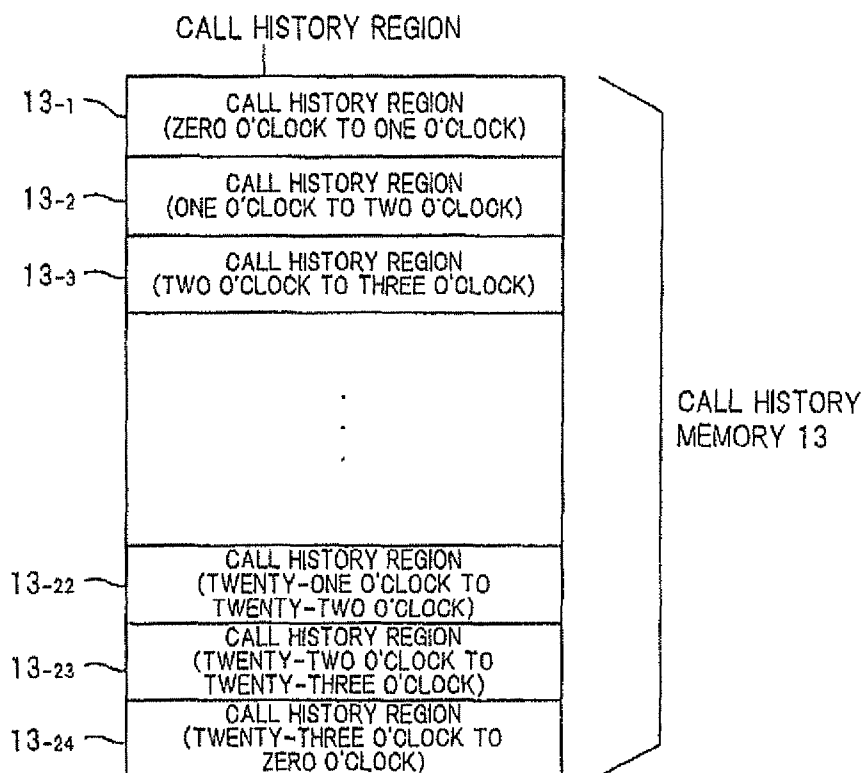 CALL HISTORY REGION
13-1
CALL HISTORY REGION
(ZERO O'CLOCK TO ONE O'CLOCK)
13-2
CALL HISTORY REGION
(ONE O'CLOCK TO TWO O'CLOCK)
13-3
CALL HISTORY REGION
(TWO O'CLOCK TO THREE O'CLOCK)
CALL HISTORY
MEMORY 13
13-22
CALL HISTORY REGION
(TWENTY-ONE O'CLOCK TO
TWENTY-TWO O'CLOCK)
13-23
CALL HISTORY REGION
(TWENTY-TWO O'CLOCK TO
TWENTY-THREE O'CLOCK)
13-24
CALL HISTORY REGION
(TWENTY-THREE O'CLOCK TO
ZERO O'CLOCK)